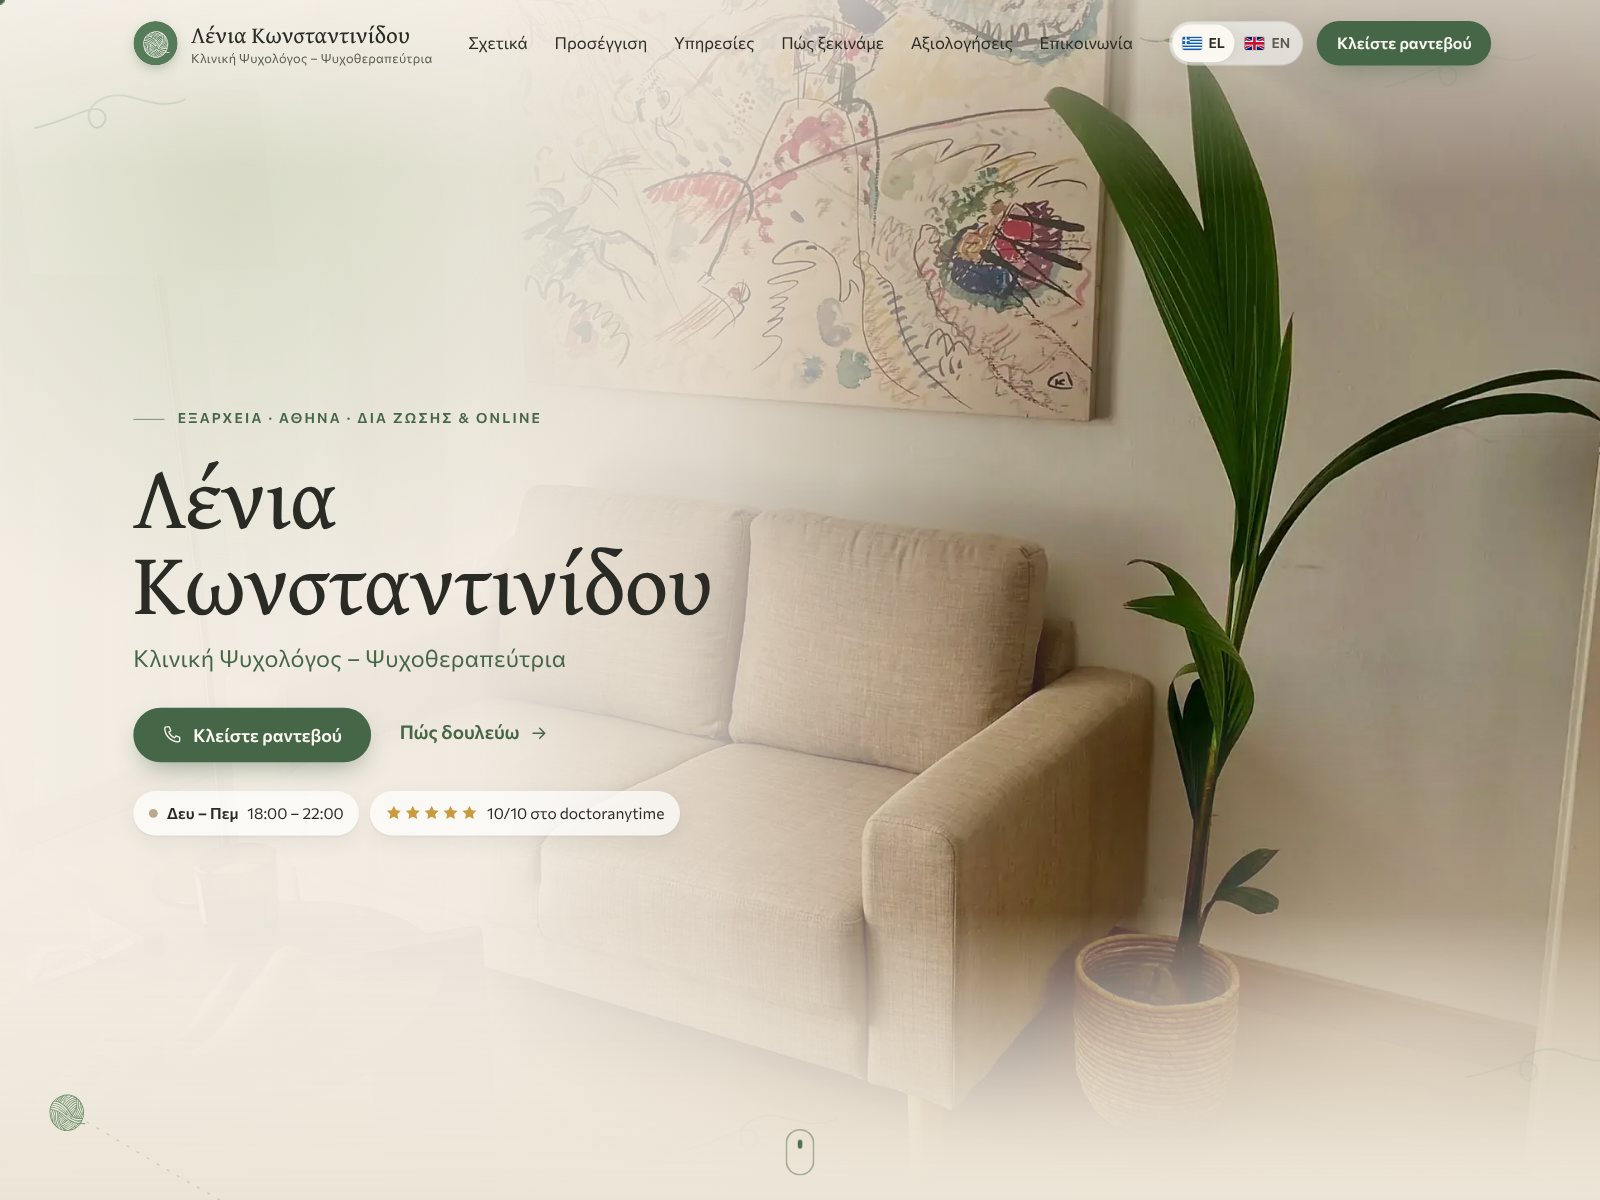 Λένια Κωνσταντινίδου
Κλινική Ψυχολόγος – Ψυχοθεραπεύτρια
Σχετικά Προσέγγιση Υπηρεσίες Πώς ξεκινάμε Αξιολογήσεις Επικοινωνία
EL EN
Κλείστε ραντεβού
ΕΞΑΡΧΕΙΑ · ΑΘΗΝΑ · ΔΙΑ ΖΩΣΗΣ & ONLINE
Λένια
Κωνσταντινίδου
Κλινική Ψυχολόγος – Ψυχοθεραπεύτρια
Κλείστε ραντεβού Πώς δουλεύω →
Δευ – Πεμ 18:00 – 22:00 ★★★★★ 10/10 στο doctoranytime